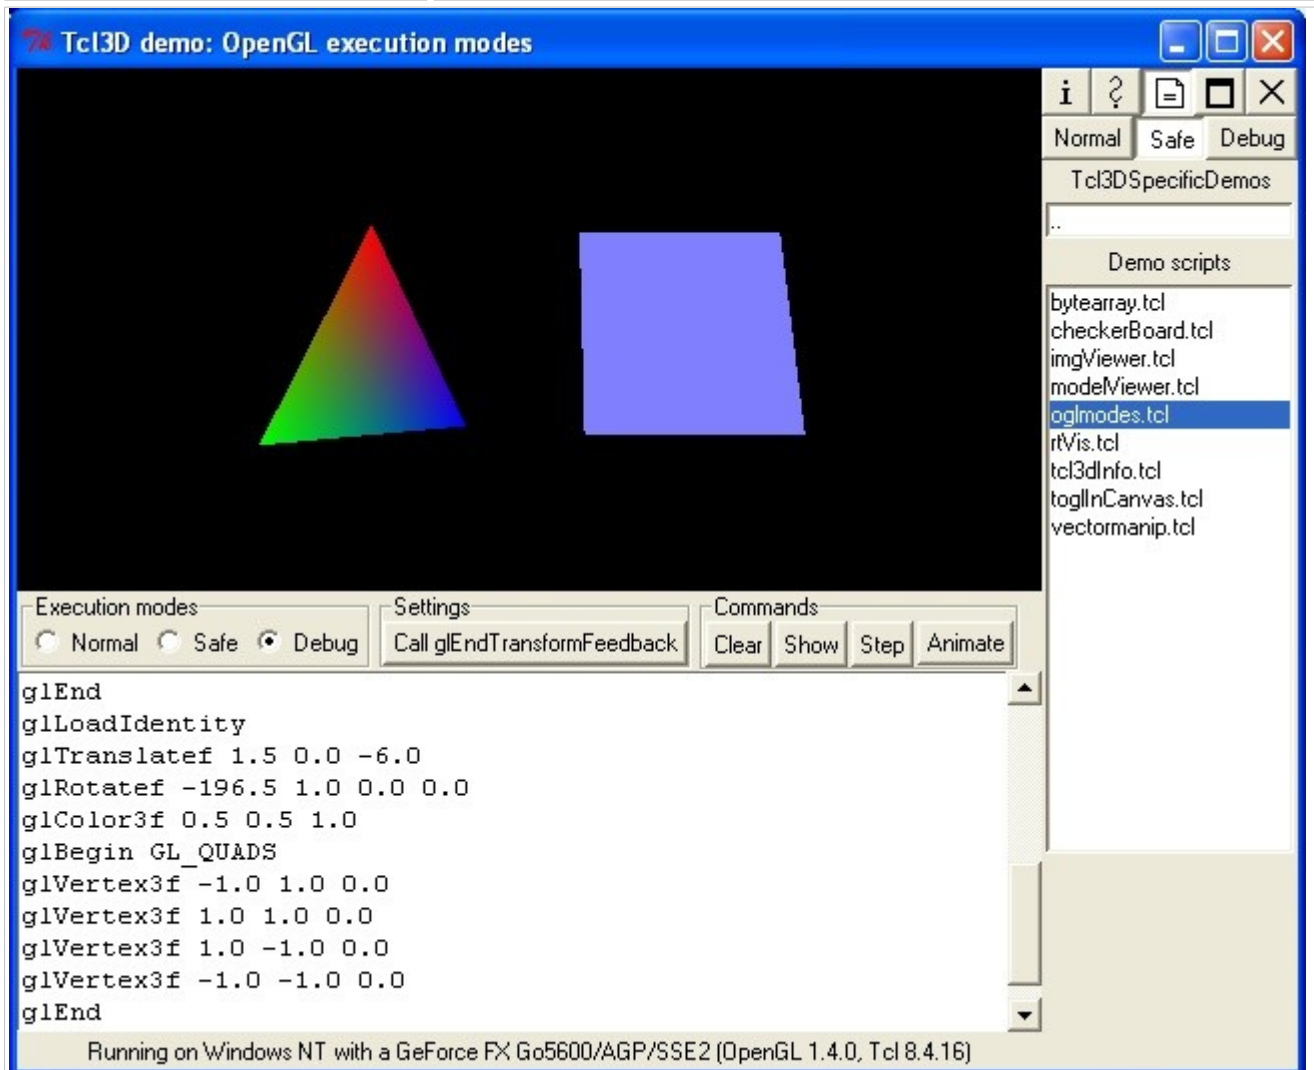 Tcl3D demo: OpenGL execution modes
i ?
Normal Safe Debug
Tcl3DSpecificDemos
..
Demo scripts
bytearray.tcl
checkerBoard.tcl
imgViewer.tcl
modelViewer.tcl
oglmodes.tcl
rtVis.tcl
tcl3dInfo.tcl
toglInCanvas.tcl
vectormanip.tcl
Execution modes
Normal Safe Debug
Settings
Call glEndTransformFeedback
Commands
Clear Show Step Animate
glEnd
glLoadIdentity
glTranslatef 1.5 0.0 -6.0
glRotatef -196.5 1.0 0.0 0.0
glColor3f 0.5 0.5 1.0
glBegin GL_QUADS
glVertex3f -1.0 1.0 0.0
glVertex3f 1.0 1.0 0.0
glVertex3f 1.0 -1.0 0.0
glVertex3f -1.0 -1.0 0.0
glEnd
Running on Windows NT with a GeForce FX Go5600/AGP/SSE2 (OpenGL 1.4.0, Tcl 8.4.16)